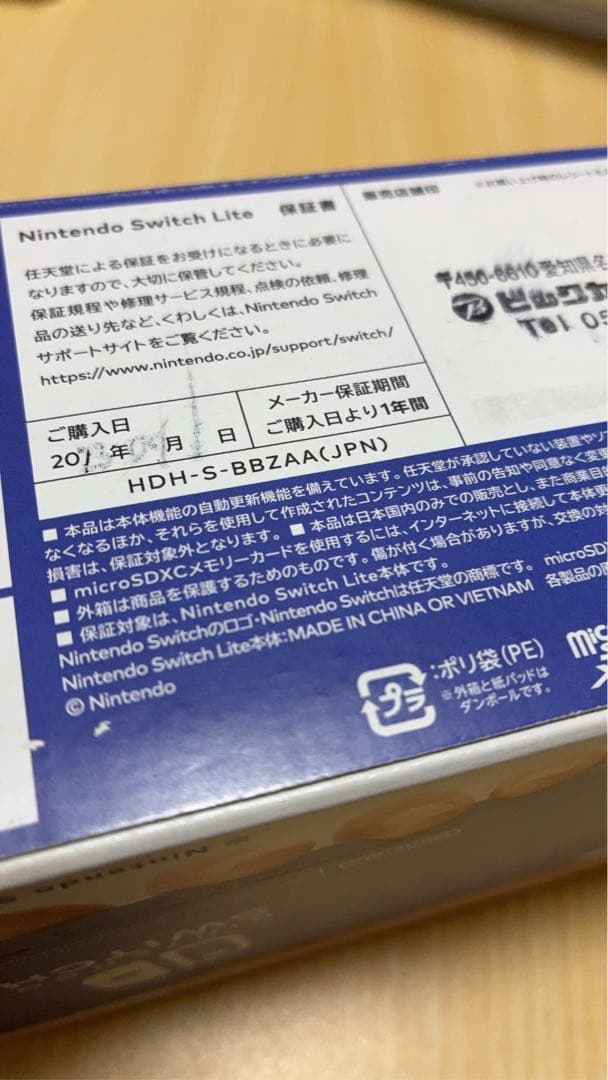 Nintendo Switch Lite 保証書
任天堂による保証をお受けになるときに必要に
なりますので、大切に保管してください。
保証規程や修理サービス規程、点検の依頼、修理
品の送り先など、くわしくは、Nintendo Switch
サポートサイトをご覧ください。
https://www.nintendo.co.jp/support/switch/
ご購入日
20 年 月 日
メーカー保証期間
ご購入日より1年間
HDH-S-BBZAA(JPN)
販売店舗印
愛知県名
ビックカ
Tel 05
■ 本品は本体機能の自動更新機能を備えています。任天堂が承認していない装置やソ
なくなるほか、それらを使用して作成されたコンテンツは、事前の告知や同意なく変更
損害は、保証対象外となります。 ■ 本品は日本国内のみでの販売とし、また商業目的
■ microSDXCメモリーカードを使用するには、インターネットに接続して本体更
■ 外箱は商品を保護するためのものです。傷が付く場合がありますが、交換の対
■ 保証対象は、Nintendo Switch Lite本体です。
Nintendo Switchのロゴ・Nintendo Switchは任天堂の商標です。 microSD
Nintendo Switch Lite本体:MADE IN CHINA OR VIETNAM 各製品の商
© Nintendo
プラ
:ポリ袋(PE)
※外箱と紙パッドは
ダンボールです。
Nintendo